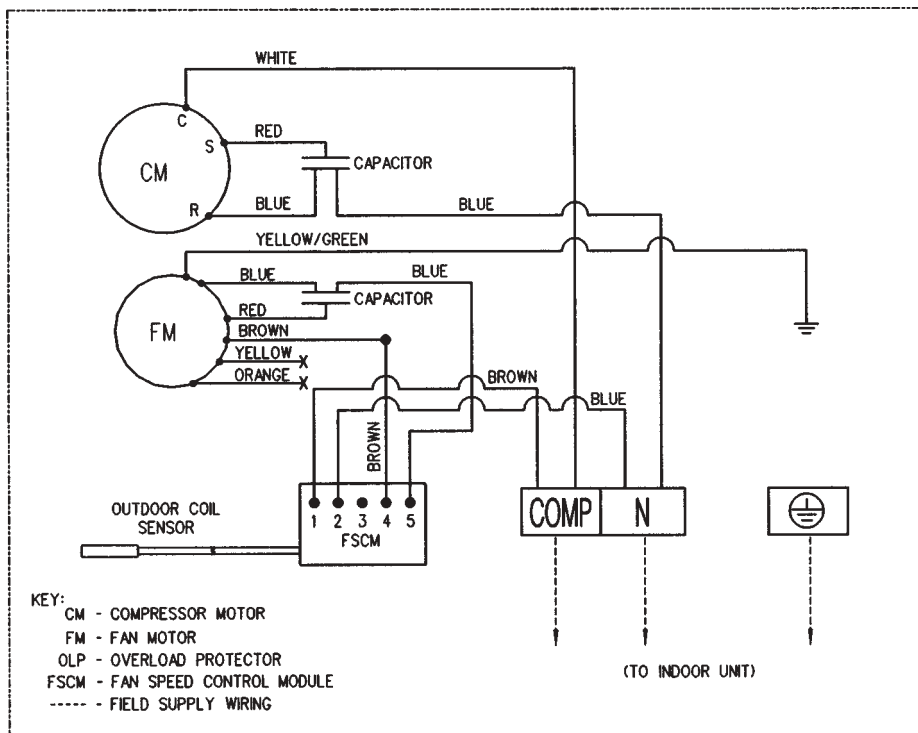 WHITE
C
S
RED
CM
CAPACITOR
R
BLUE
BLUE
YELLOW/GREEN
BLUE
BLUE
CAPACITOR
RED
FM
BROWN
YELLOW
X
ORANGE
X
BROWN
BLUE
BROWN
OUTDOOR COIL
SENSOR
1 2 3 4 5
FSCM
COMP
N
KEY:
CM - COMPRESSOR MOTOR
FM - FAN MOTOR
OLP - OVERLOAD PROTECTOR
(TO INDOOR UNIT)
FSCM - FAN SPEED CONTROL MODULE
----- - FIELD SUPPLY WIRING